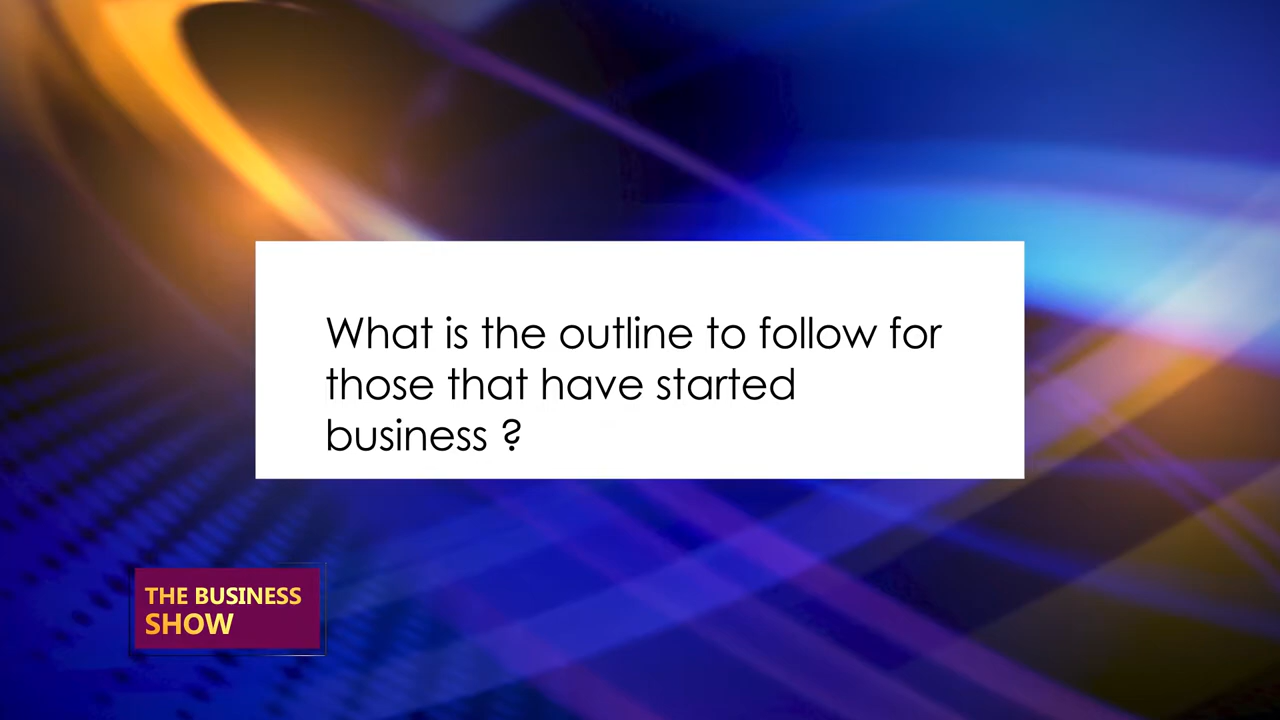 What is the outline to follow for
those that have started
business ?
THE BUSINESS
SHOW